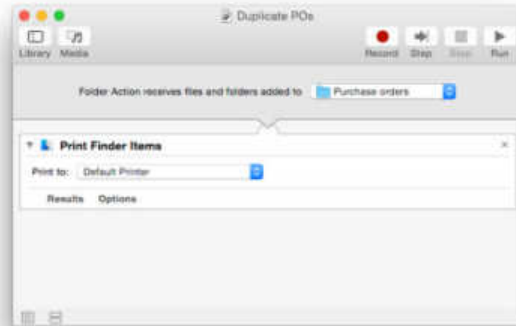 Duplicate POs
Library Media Record Step Stop Run
Folder Action receives files and folders added to Purchase orders
Print Finder Items
Print to: Default Printer
Results Options